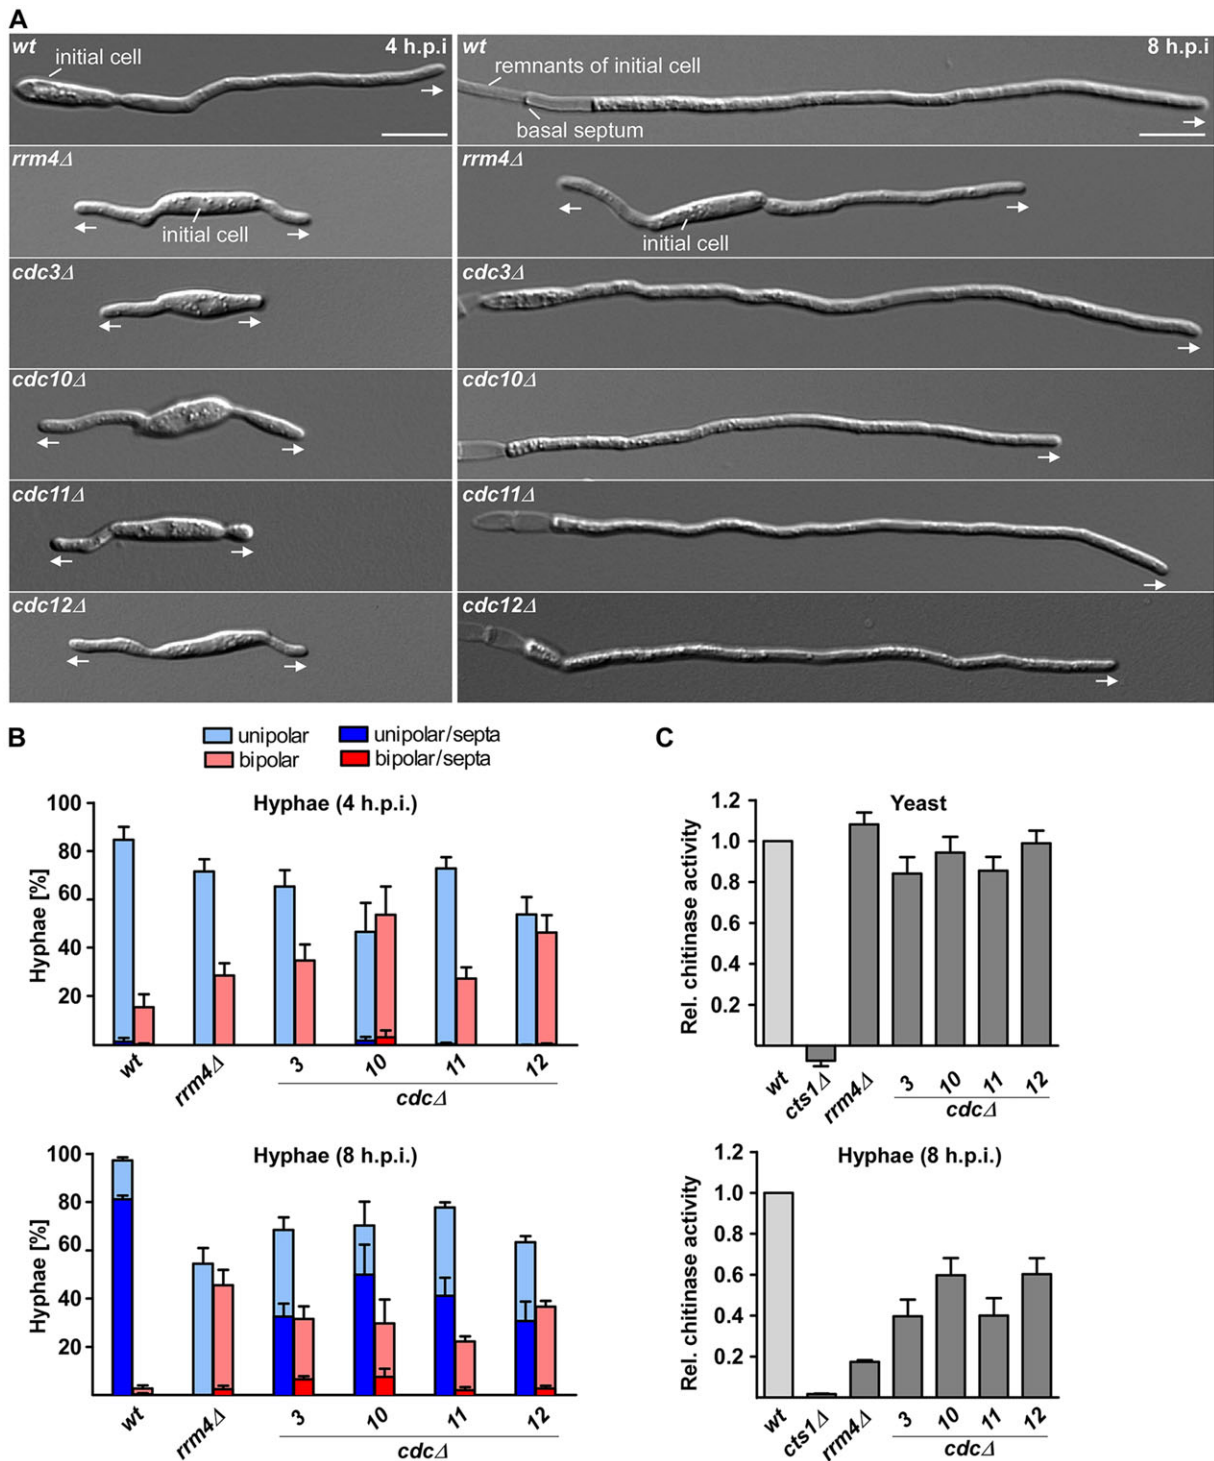 A
wt 4 h.p.i
initial cell
wt 8 h.p.i
remnants of initial cell
basal septum
rrm4Δ
initial cell
rrm4Δ
initial cell
cdc3Δ
cdc3Δ
cdc10Δ
cdc10Δ
cdc11Δ
cdc11Δ
cdc12Δ
cdc12Δ
B
unipolar unipolar/septa
bipolar bipolar/septa
Hyphae (4 h.p.i.)
Hyphae [%]
100
80
60
40
20
wt rrm4Δ 3 10 11 12
cdcΔ
Hyphae (8 h.p.i.)
Hyphae [%]
100
80
60
40
20
wt rrm4Δ 3 10 11 12
cdcΔ
C
Yeast
Rel. chitinase activity
1.2
1.0
0.8
0.6
0.4
0.2
wt cts1Δ rrm4Δ 3 10 11 12
cdcΔ
Hyphae (8 h.p.i.)
Rel. chitinase activity
1.2
1.0
0.8
0.6
0.4
0.2
wt cts1Δ rrm4Δ 3 10 11 12
cdcΔ